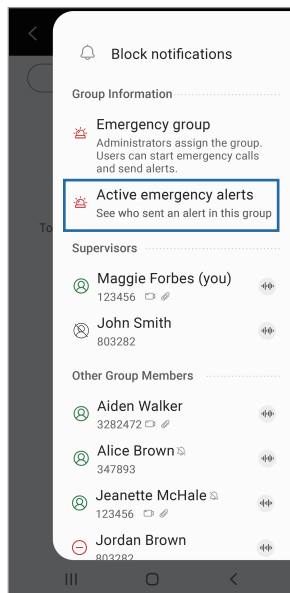 Block notifications
Group Information
Emergency group
Administrators assign the group.
Users can start emergency calls
and send alerts.
Active emergency alerts
See who sent an alert in this group
To
Supervisors
Maggie Forbes (you)
123456
John Smith
803282
Other Group Members
Aiden Walker
3282472
Alice Brown
347893
Jeanette McHale
123456
Jordan Brown
803282